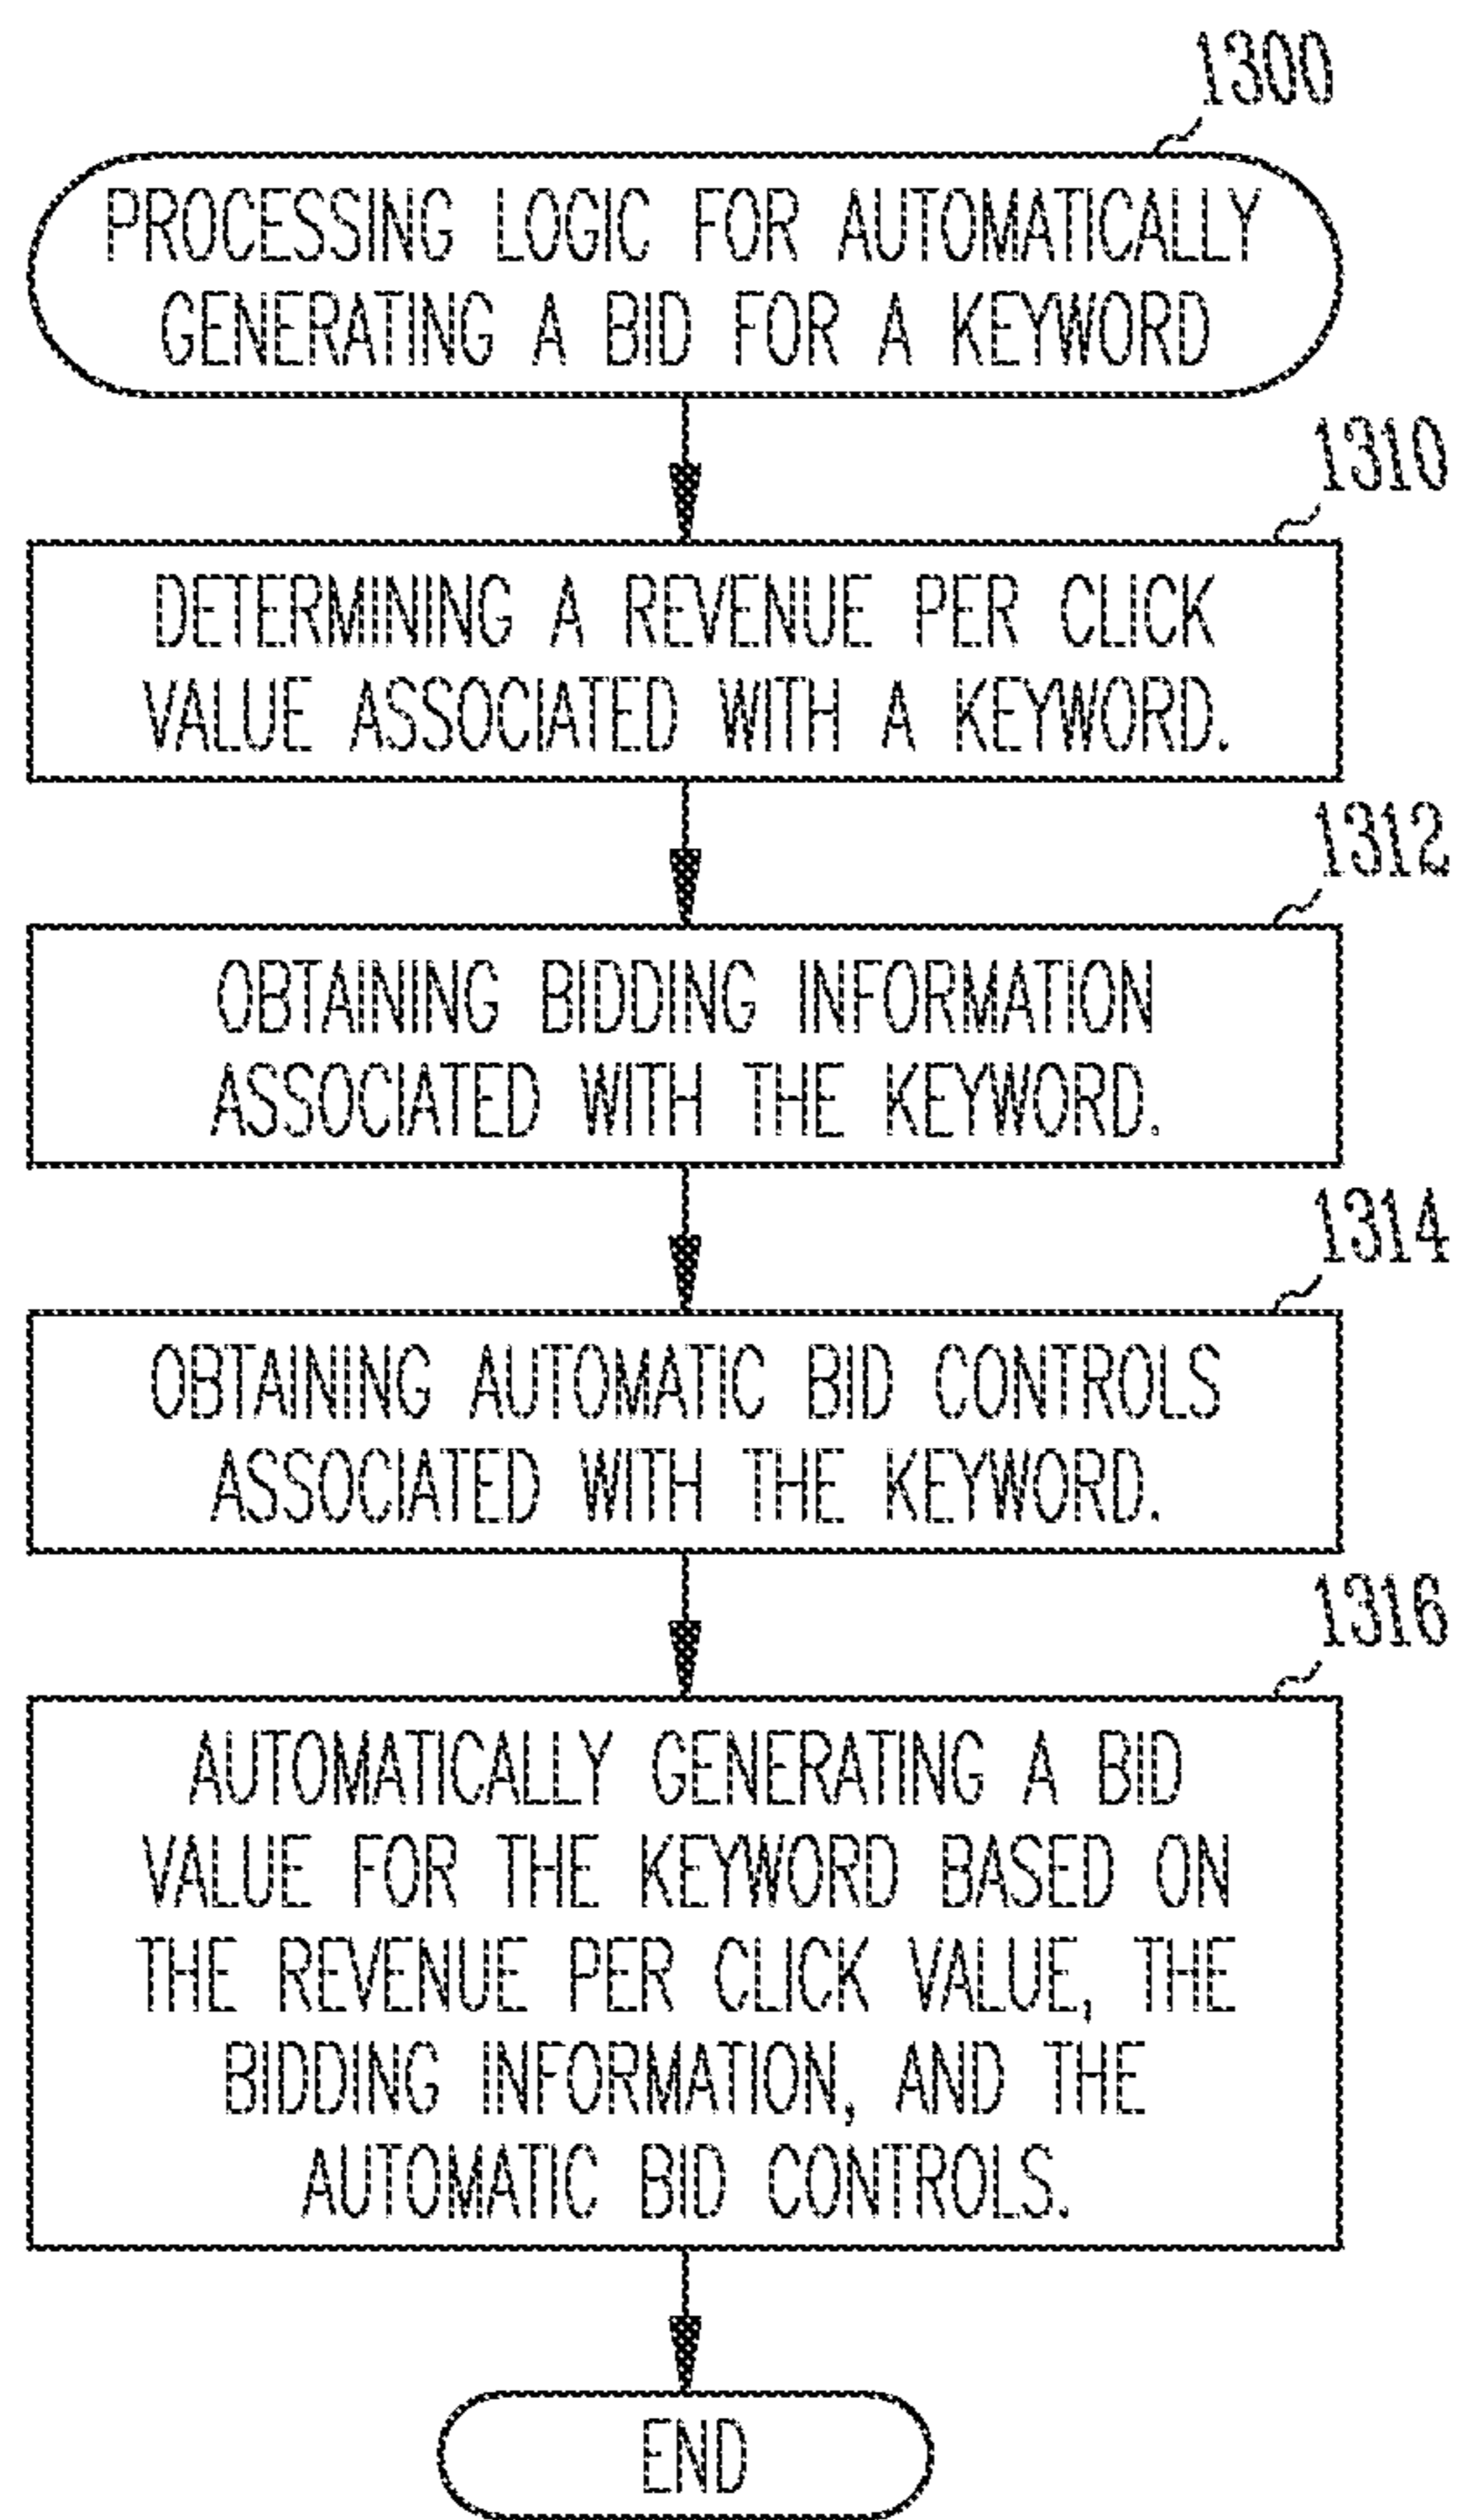 1300
PROCESSING LOGIC FOR AUTOMATICALLY
GENERATING A BID FOR A KEYWORD
1310
DETERMINING A REVENUE PER CLICK
VALUE ASSOCIATED WITH A KEYWORD.
1312
OBTAINING BIDDING INFORMATION
ASSOCIATED WITH THE KEYWORD.
1314
OBTAINING AUTOMATIC BID CONTROLS
ASSOCIATED WITH THE KEYWORD.
1316
AUTOMATICALLY GENERATING A BID
VALUE FOR THE KEYWORD BASED ON
THE REVENUE PER CLICK VALUE, THE
BIDDING INFORMATION, AND THE
AUTOMATIC BID CONTROLS.
END